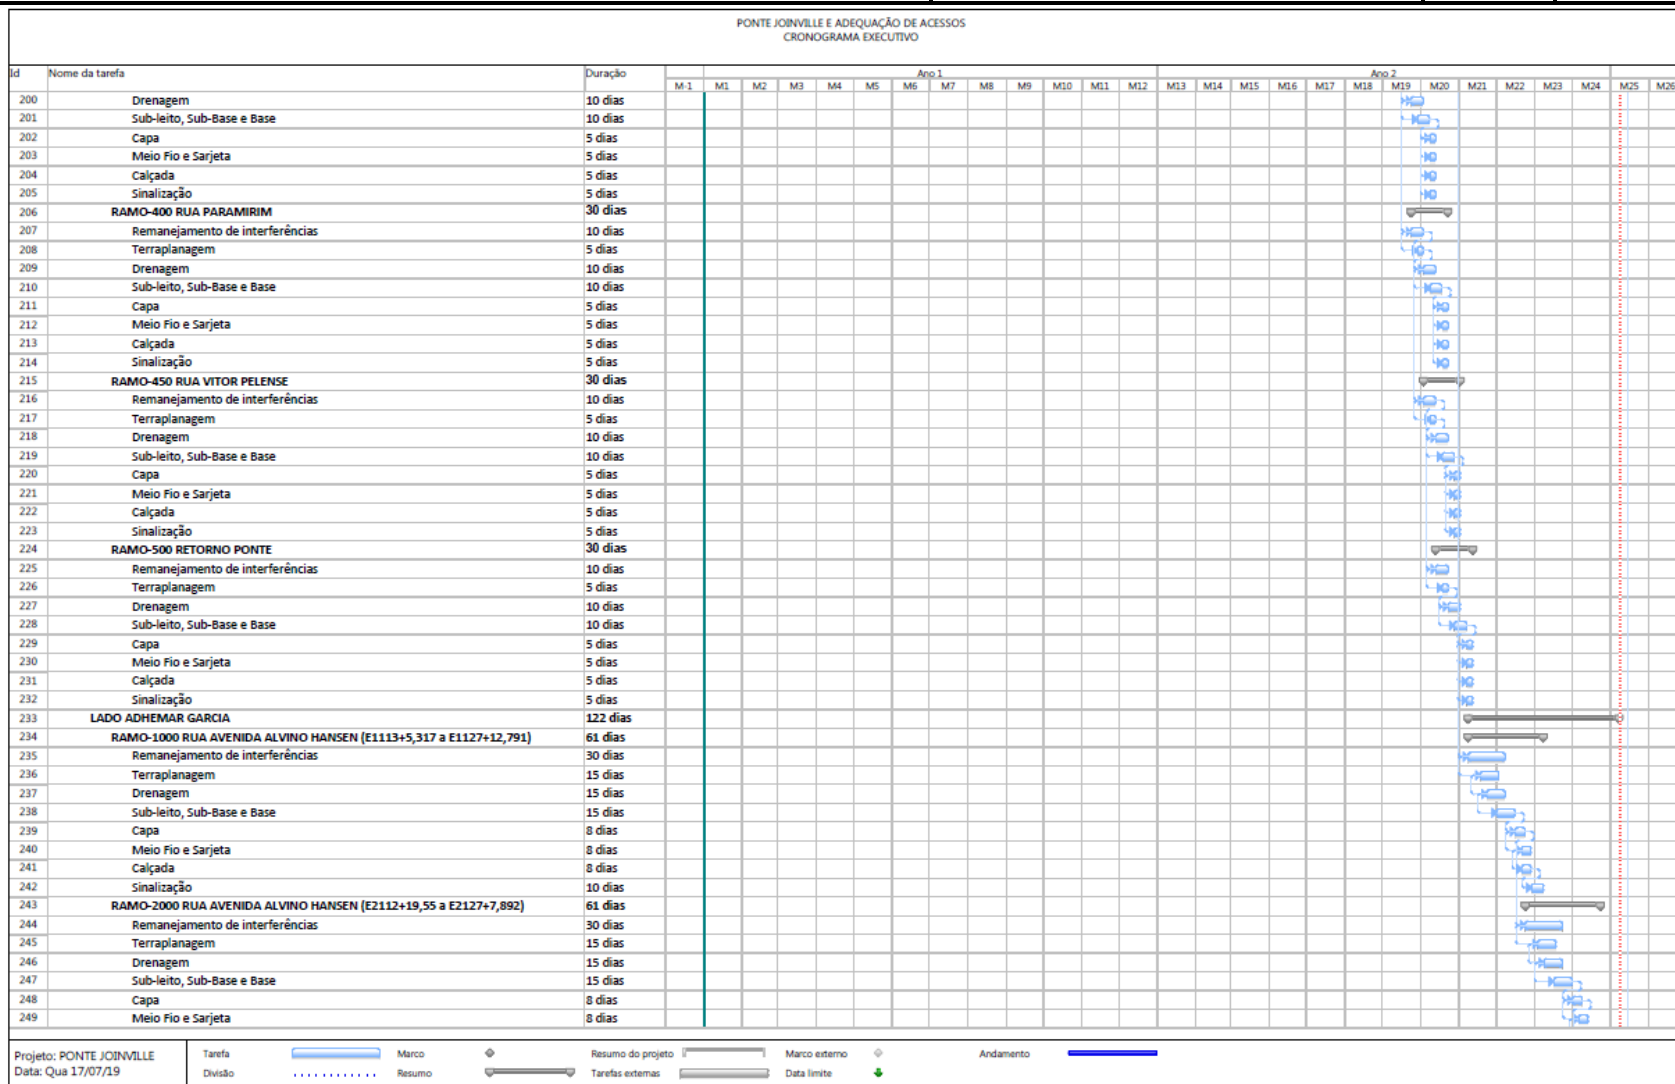 PONTE JOINVILLE E ADEQUAÇÃO DE ACESSOS
CRONOGRAMA EXECUTIVO
Id Nome da tarefa Duração Ano 1 Ano 2
M-1 M1 M2 M3 M4 M5 M6 M7 M8 M9 M10 M11 M12 M13 M14 M15 M16 M17 M18 M19 M20 M21 M22 M23 M24 M25 M26
200 Drenagem 10 dias
201 Sub-leito, Sub-Base e Base 10 dias
202 Capa 5 dias
203 Meio Fio e Sarjeta 5 dias
204 Calçada 5 dias
205 Sinalização 5 dias
206 RAMO-400 RUA PARAMIRIM 30 dias
207 Remanejamento de interferências 10 dias
208 Terraplanagem 5 dias
209 Drenagem 10 dias
210 Sub-leito, Sub-Base e Base 10 dias
211 Capa 5 dias
212 Meio Fio e Sarjeta 5 dias
213 Calçada 5 dias
214 Sinalização 5 dias
215 RAMO-450 RUA VITOR PELENSE 30 dias
216 Remanejamento de interferências 10 dias
217 Terraplanagem 5 dias
218 Drenagem 10 dias
219 Sub-leito, Sub-Base e Base 10 dias
220 Capa 5 dias
221 Meio Fio e Sarjeta 5 dias
222 Calçada 5 dias
223 Sinalização 5 dias
224 RAMO-500 RETORNO PONTE 30 dias
225 Remanejamento de interferências 10 dias
226 Terraplanagem 5 dias
227 Drenagem 10 dias
228 Sub-leito, Sub-Base e Base 10 dias
229 Capa 5 dias
230 Meio Fio e Sarjeta 5 dias
231 Calçada 5 dias
232 Sinalização 5 dias
233 LADO ADHEMAR GARCIA 122 dias
234 RAMO-1000 RUA AVENIDA ALVINO HANSEN (E1113+5,317 a E1127+12,791) 61 dias
235 Remanejamento de interferências 30 dias
236 Terraplanagem 15 dias
237 Drenagem 15 dias
238 Sub-leito, Sub-Base e Base 15 dias
239 Capa 8 dias
240 Meio Fio e Sarjeta 8 dias
241 Calçada 8 dias
242 Sinalização 10 dias
243 RAMO-2000 RUA AVENIDA ALVINO HANSEN (E2112+19,55 a E2127+7,892) 61 dias
244 Remanejamento de interferências 30 dias
245 Terraplanagem 15 dias
246 Drenagem 15 dias
247 Sub-leito, Sub-Base e Base 15 dias
248 Capa 8 dias
249 Meio Fio e Sarjeta 8 dias
Projeto: PONTE JOINVILLE
Data: Qua 17/07/19
Tarefa Marco Resumo do projeto Marco externo Andamento
Divisão Resumo Tarefas externas Data limite